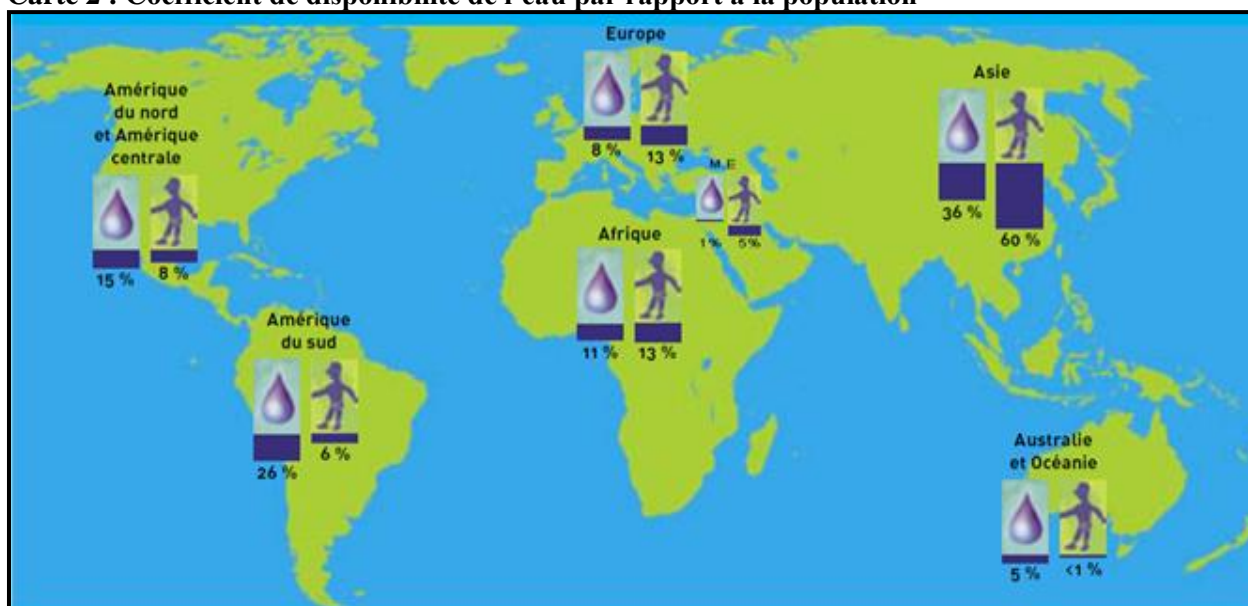 Carte 2 : Coefficient de disponibilité de l'eau par rapport à la population
Europe
8 %
13 %
Asie
36 %
60 %
Amérique
du nord
et Amérique
centrale
15 %
8 %
M.E
1%
5%
Afrique
11 %
13 %
Amérique
du sud
26 %
6 %
Australie
et Océanie
5 %
<1 %